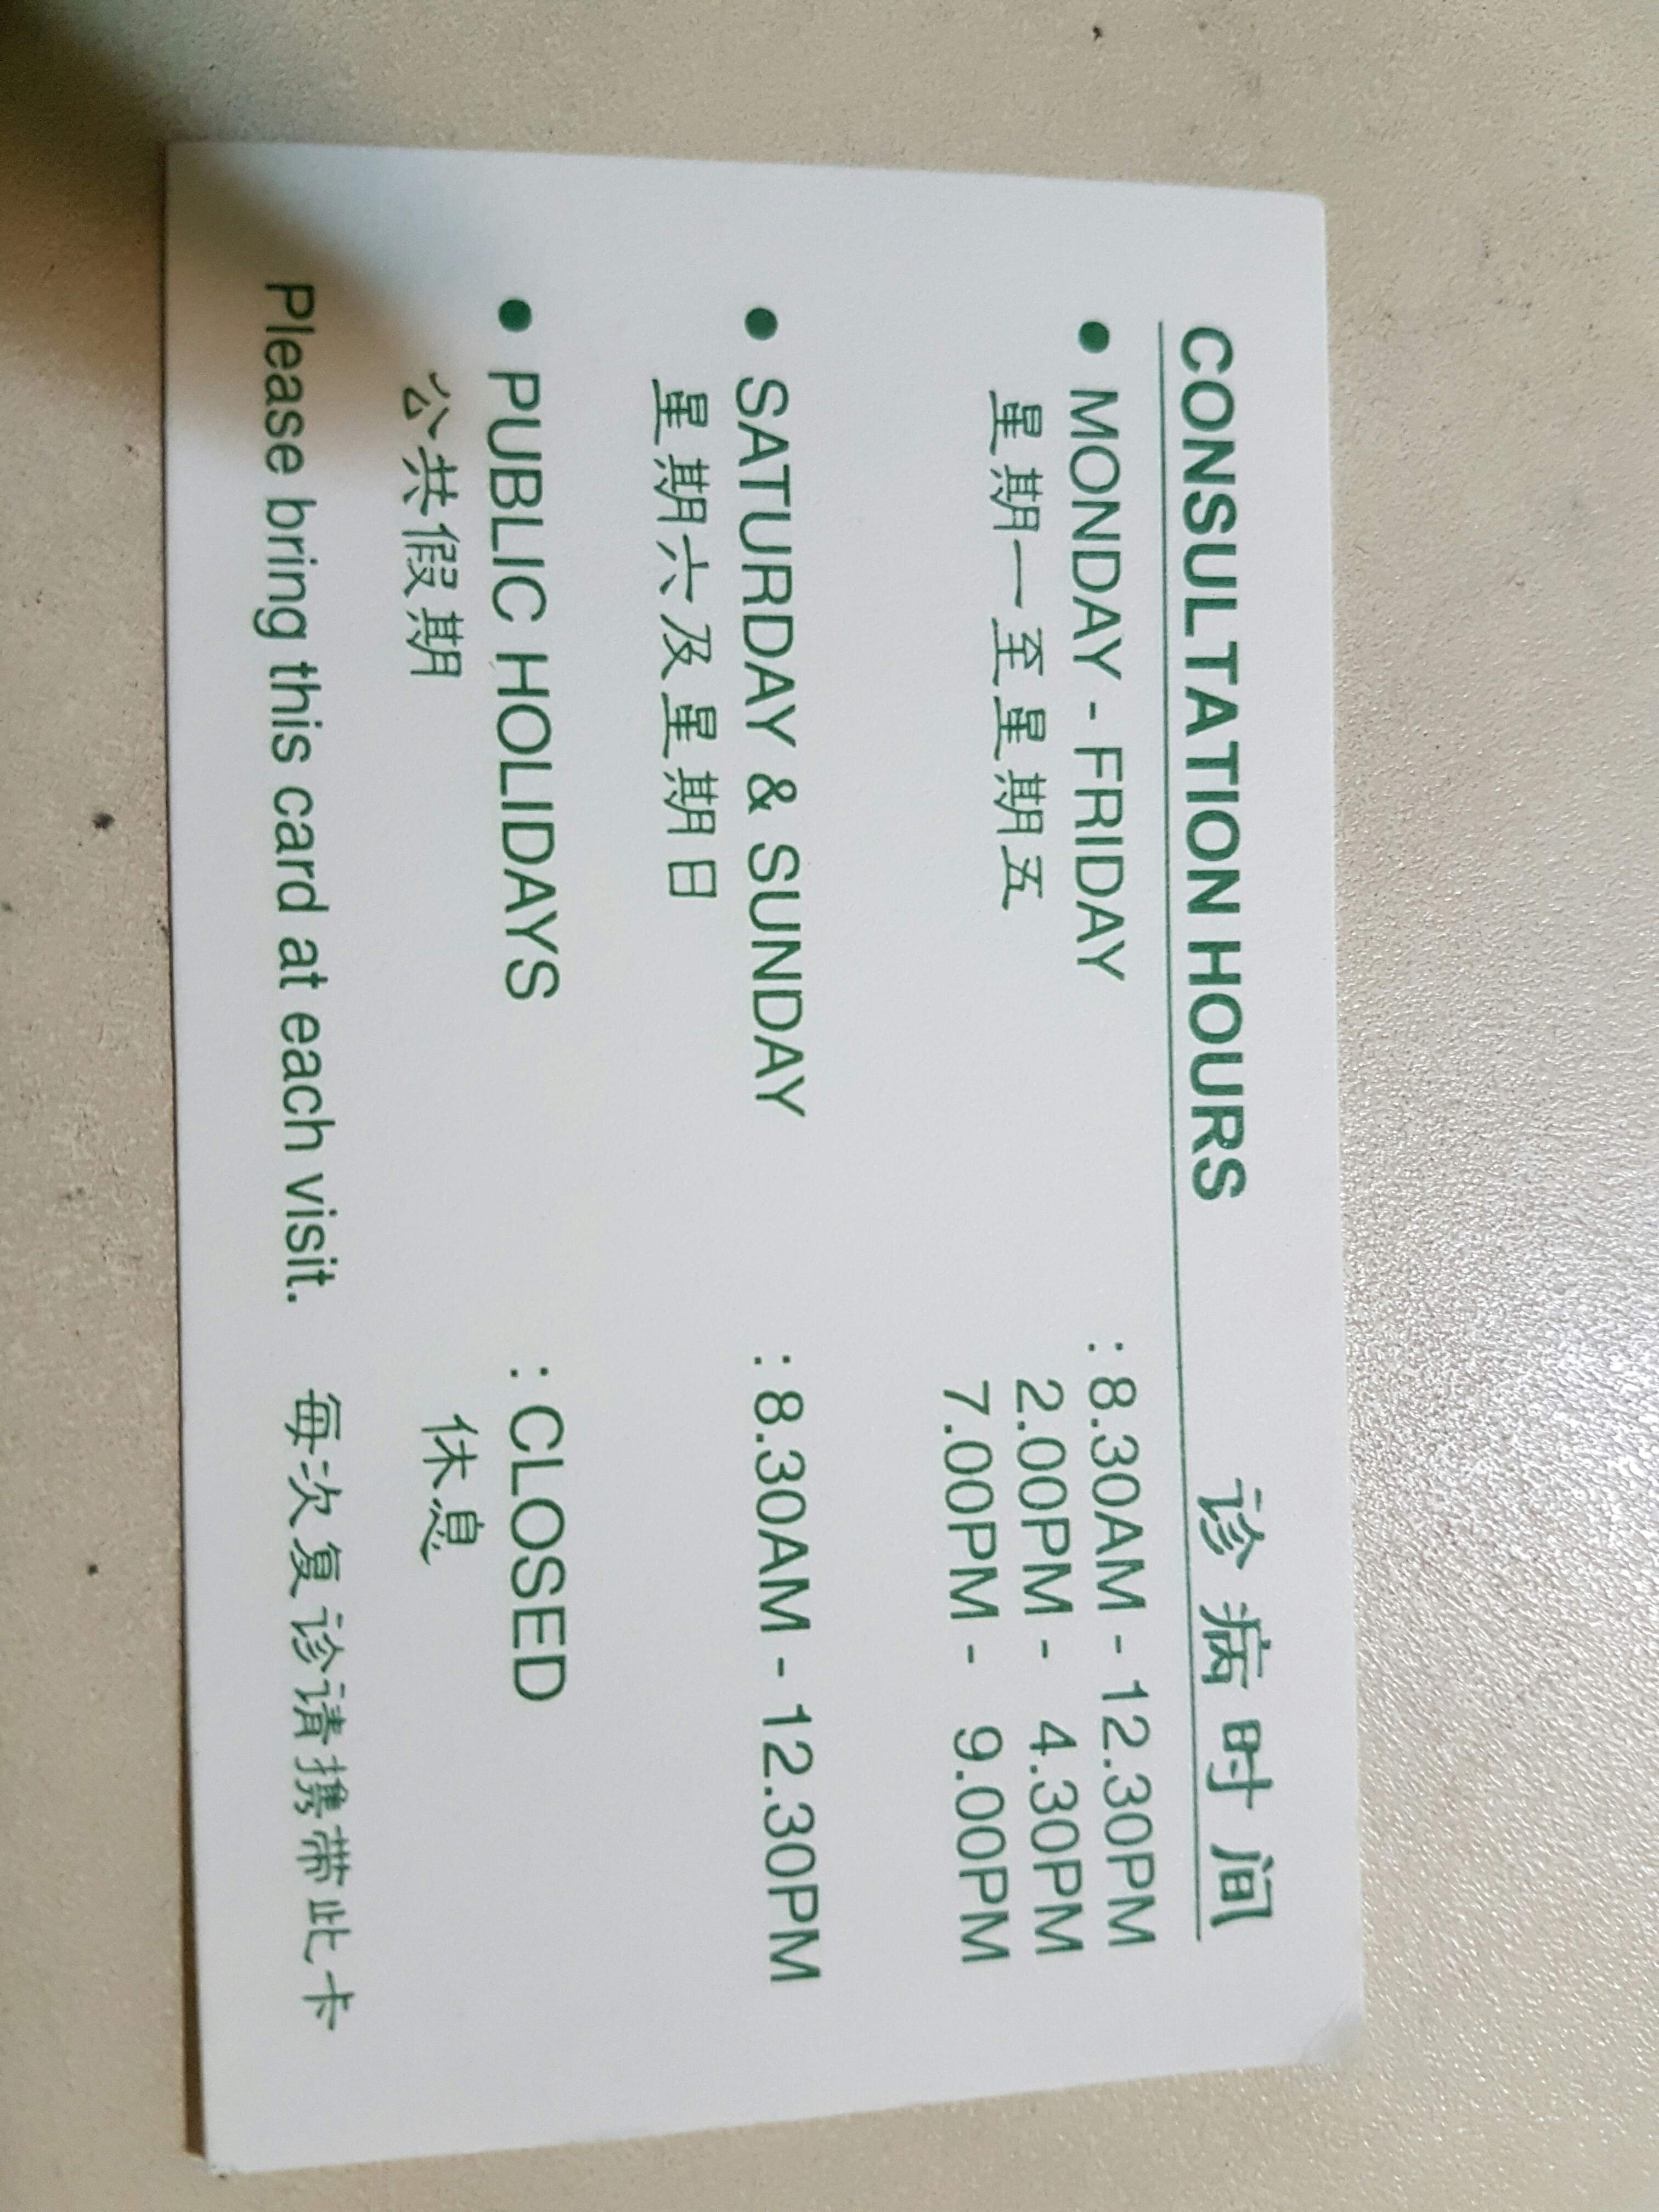 CONSULTATION HOURS 诊病时间
● MONDAY - FRIDAY : 8.30AM - 12.30PM
星期一至星期五 2.00PM - 4.30PM
7.00PM - 9.00PM
● SATURDAY & SUNDAY : 8.30AM - 12.30PM
星期六及星期日
● PUBLIC HOLIDAYS : CLOSED
公共假期 休息
Please bring this card at each visit. 每次复诊请携带此卡